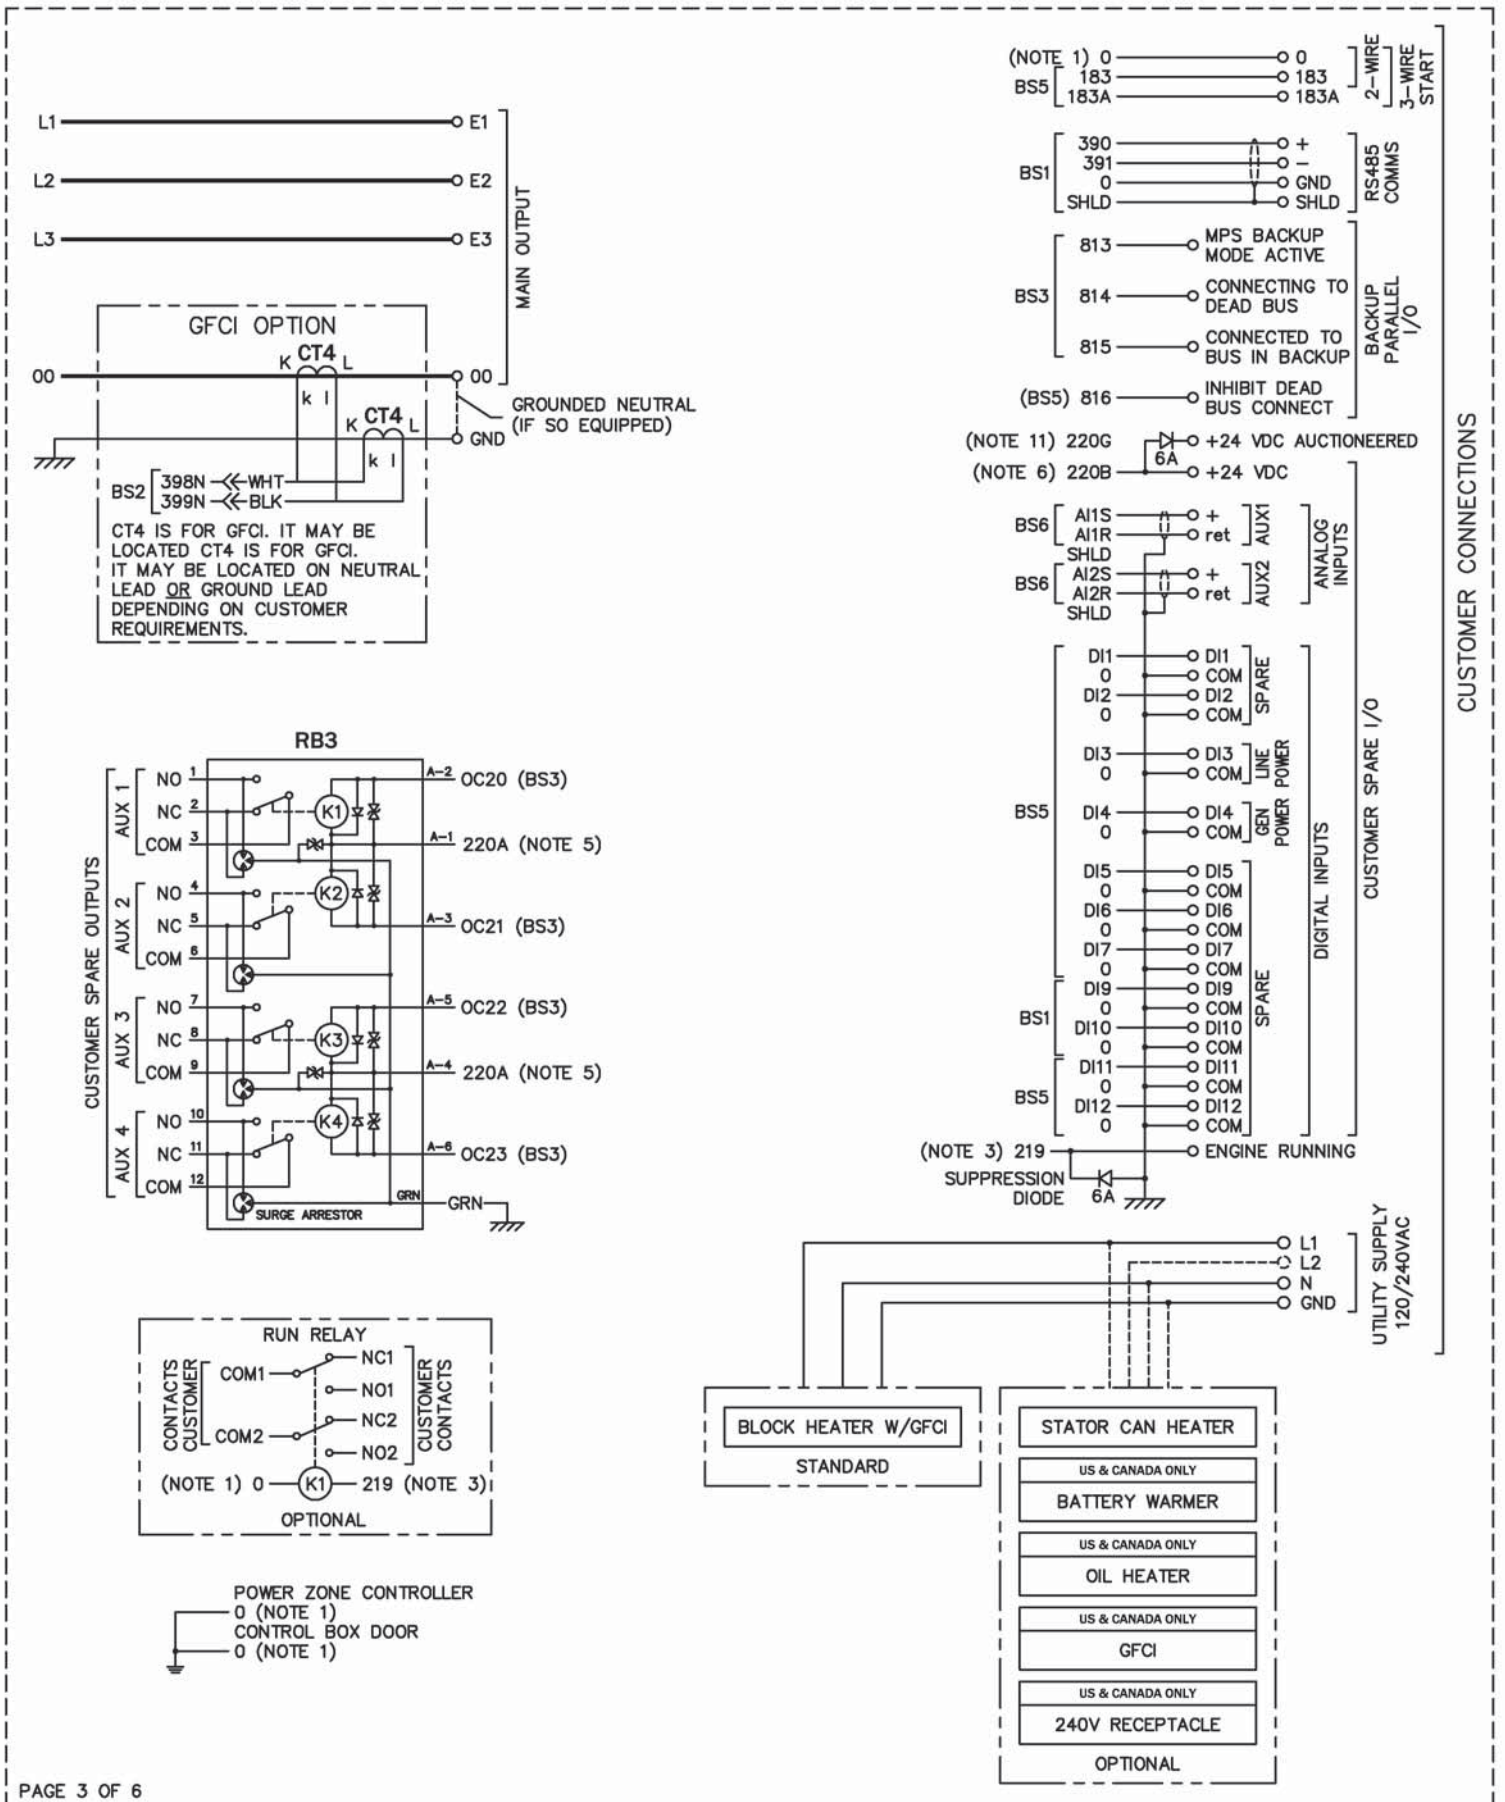 L1
E1
L2
E2
L3
E3
MAIN OUTPUT
GFCI OPTION
K CT4 L
00
00
k l
K CT4 L
GND
k l
GROUNDED NEUTRAL
(IF SO EQUIPPED)
BS2
398N
WHT
399N
BLK
CT4 IS FOR GFCI. IT MAY BE
LOCATED CT4 IS FOR GFCI.
IT MAY BE LOCATED ON NEUTRAL
LEAD OR GROUND LEAD
DEPENDING ON CUSTOMER
REQUIREMENTS.
RB3
CUSTOMER SPARE OUTPUTS
AUX 1
NO 1
NC 2
COM 3
AUX 2
NO 4
NC 5
COM 6
AUX 3
NO 7
NC 8
COM 9
AUX 4
NO 10
NC 11
COM 12
K1
K2
K3
K4
SURGE ARRESTOR
GRN
GRN
A-2 OC20 (BS3)
A-1 220A (NOTE 5)
A-3 OC21 (BS3)
A-5 OC22 (BS3)
A-4 220A (NOTE 5)
A-6 OC23 (BS3)
RUN RELAY
CONTACTS
CUSTOMER
COM1
COM2
NC1
NO1
NC2
NO2
CUSTOMER
CONTACTS
(NOTE 1) 0
K1
219 (NOTE 3)
OPTIONAL
POWER ZONE CONTROLLER
0 (NOTE 1)
CONTROL BOX DOOR
0 (NOTE 1)
PAGE 3 OF 6
(NOTE 1) 0
0
BS5
183
183
183A
183A
2-WIRE
3-WIRE
START
BS1
390
+
391
-
0
GND
SHLD
SHLD
RS485
COMMS
BS3
813
MPS BACKUP
MODE ACTIVE
814
CONNECTING TO
DEAD BUS
815
CONNECTED TO
BUS IN BACKUP
(BS5) 816
INHIBIT DEAD
BUS CONNECT
BACKUP
PARALLEL
I/O
(NOTE 11) 220G
6A
+24 VDC AUCTIONEERED
(NOTE 6) 220B
+24 VDC
BS6
AI1S
+
AI1R
ret
SHLD
AUX1
BS6
AI2S
+
AI2R
ret
SHLD
AUX2
ANALOG
INPUTS
BS5
DI1
DI1
0
COM
DI2
DI2
0
COM
SPARE
DI3
DI3
0
COM
LINE
POWER
DI4
DI4
0
COM
GEN
POWER
DI5
DI5
0
COM
DI6
DI6
0
COM
DI7
DI7
0
COM
BS1
DI9
DI9
0
COM
DI10
DI10
0
COM
BS5
DI11
DI11
0
COM
DI12
DI12
0
COM
SPARE
DIGITAL INPUTS
CUSTOMER SPARE I/O
CUSTOMER CONNECTIONS
(NOTE 3) 219
ENGINE RUNNING
SUPPRESSION
DIODE
6A
L1
L2
N
GND
UTILITY SUPPLY
120/240VAC
BLOCK HEATER W/GFCI
STANDARD
STATOR CAN HEATER
US & CANADA ONLY
BATTERY WARMER
US & CANADA ONLY
OIL HEATER
US & CANADA ONLY
GFCI
US & CANADA ONLY
240V RECEPTACLE
OPTIONAL